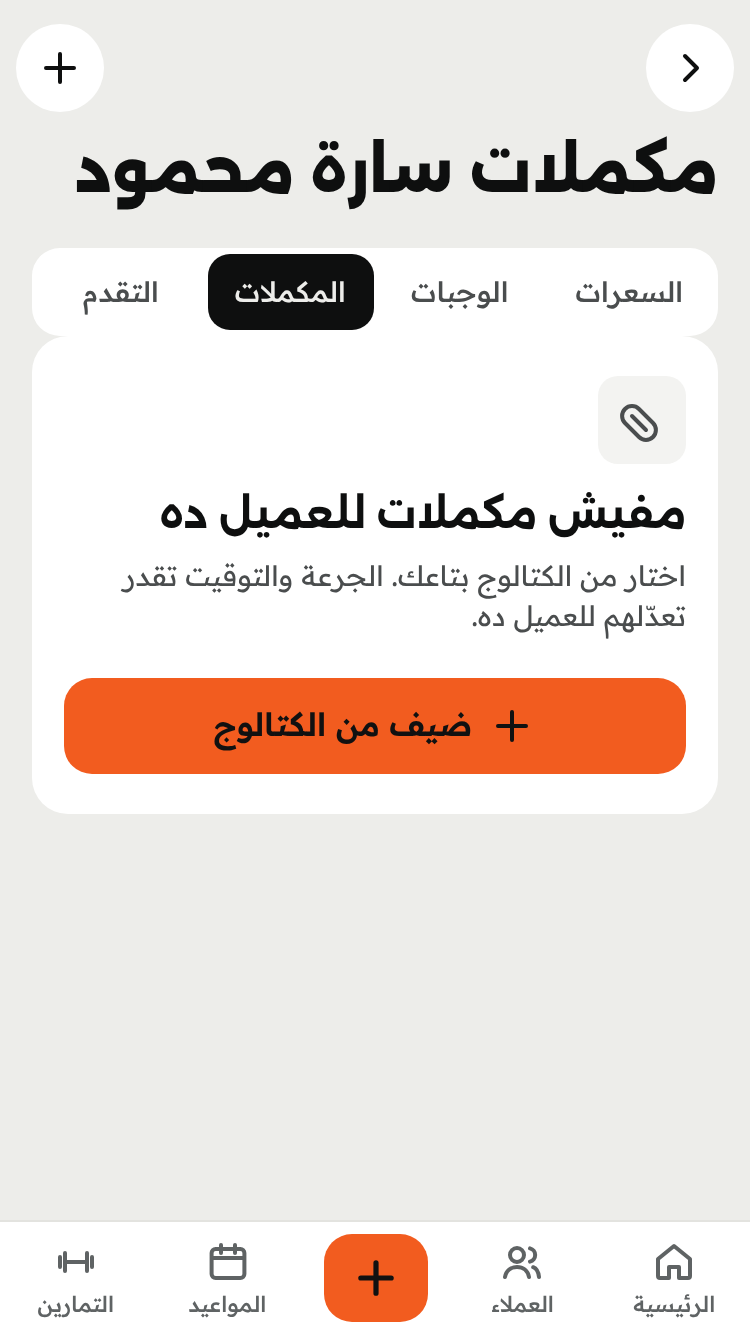 مكملات سارة محمود
السعرات
الوجبات
المكملات
التقدم
مفيش مكملات للعميل ده
اختار من الكتالوج بتاعك. الجرعة والتوقيت تقدر
تعدّلهم للعميل ده.
ضيف من الكتالوج
الرئيسية
العملاء
المواعيد
التمارين